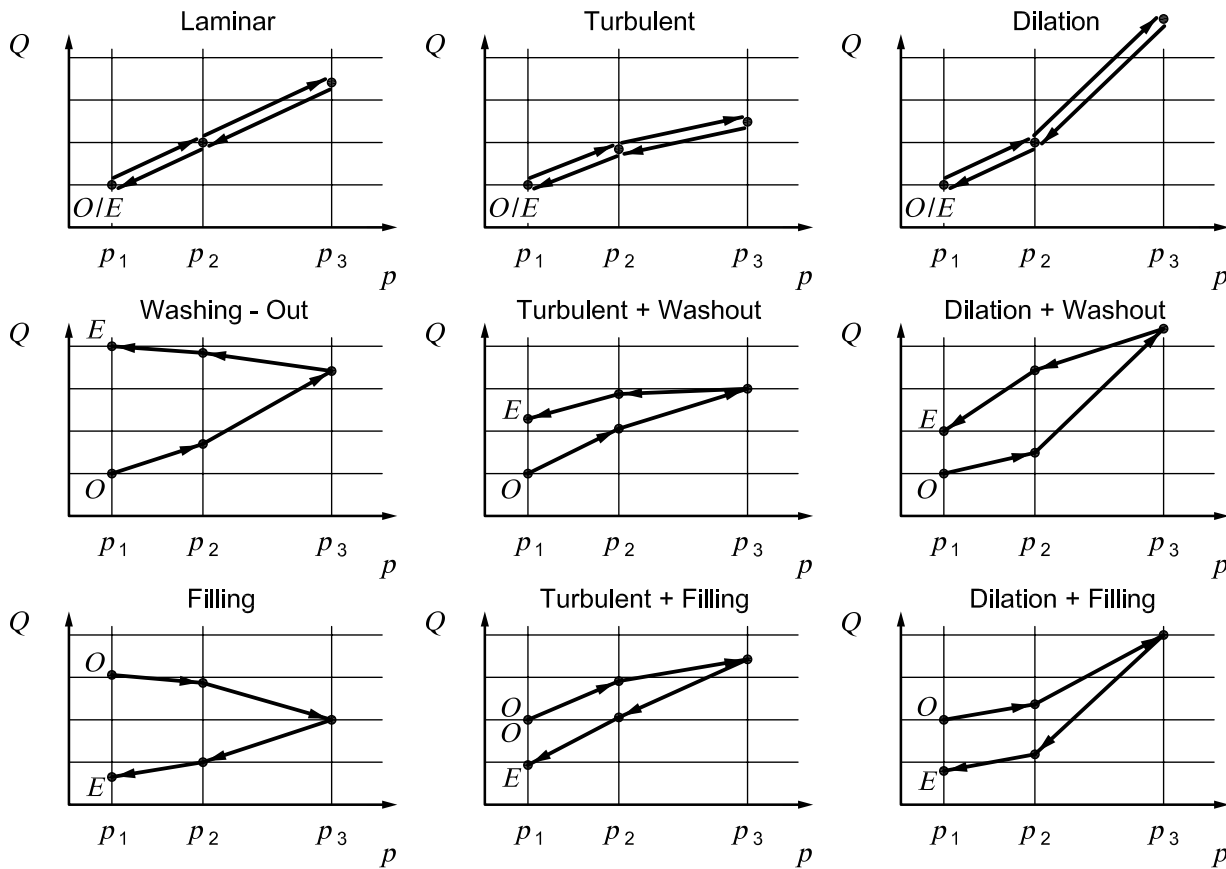 Laminar Turbulent Dilation
Q Q Q
O/E O/E O/E
p1 p2 p3 p1 p2 p3 p1 p2 p3
p p p
Washing - Out Turbulent + Washout Dilation + Washout
Q E Q Q
E E
O O O
p1 p2 p3 p1 p2 p3 p1 p2 p3
p p p
Filling Turbulent + Filling Dilation + Filling
Q Q Q
O O O
O
E E E
p1 p2 p3 p1 p2 p3 p1 p2 p3
p p p